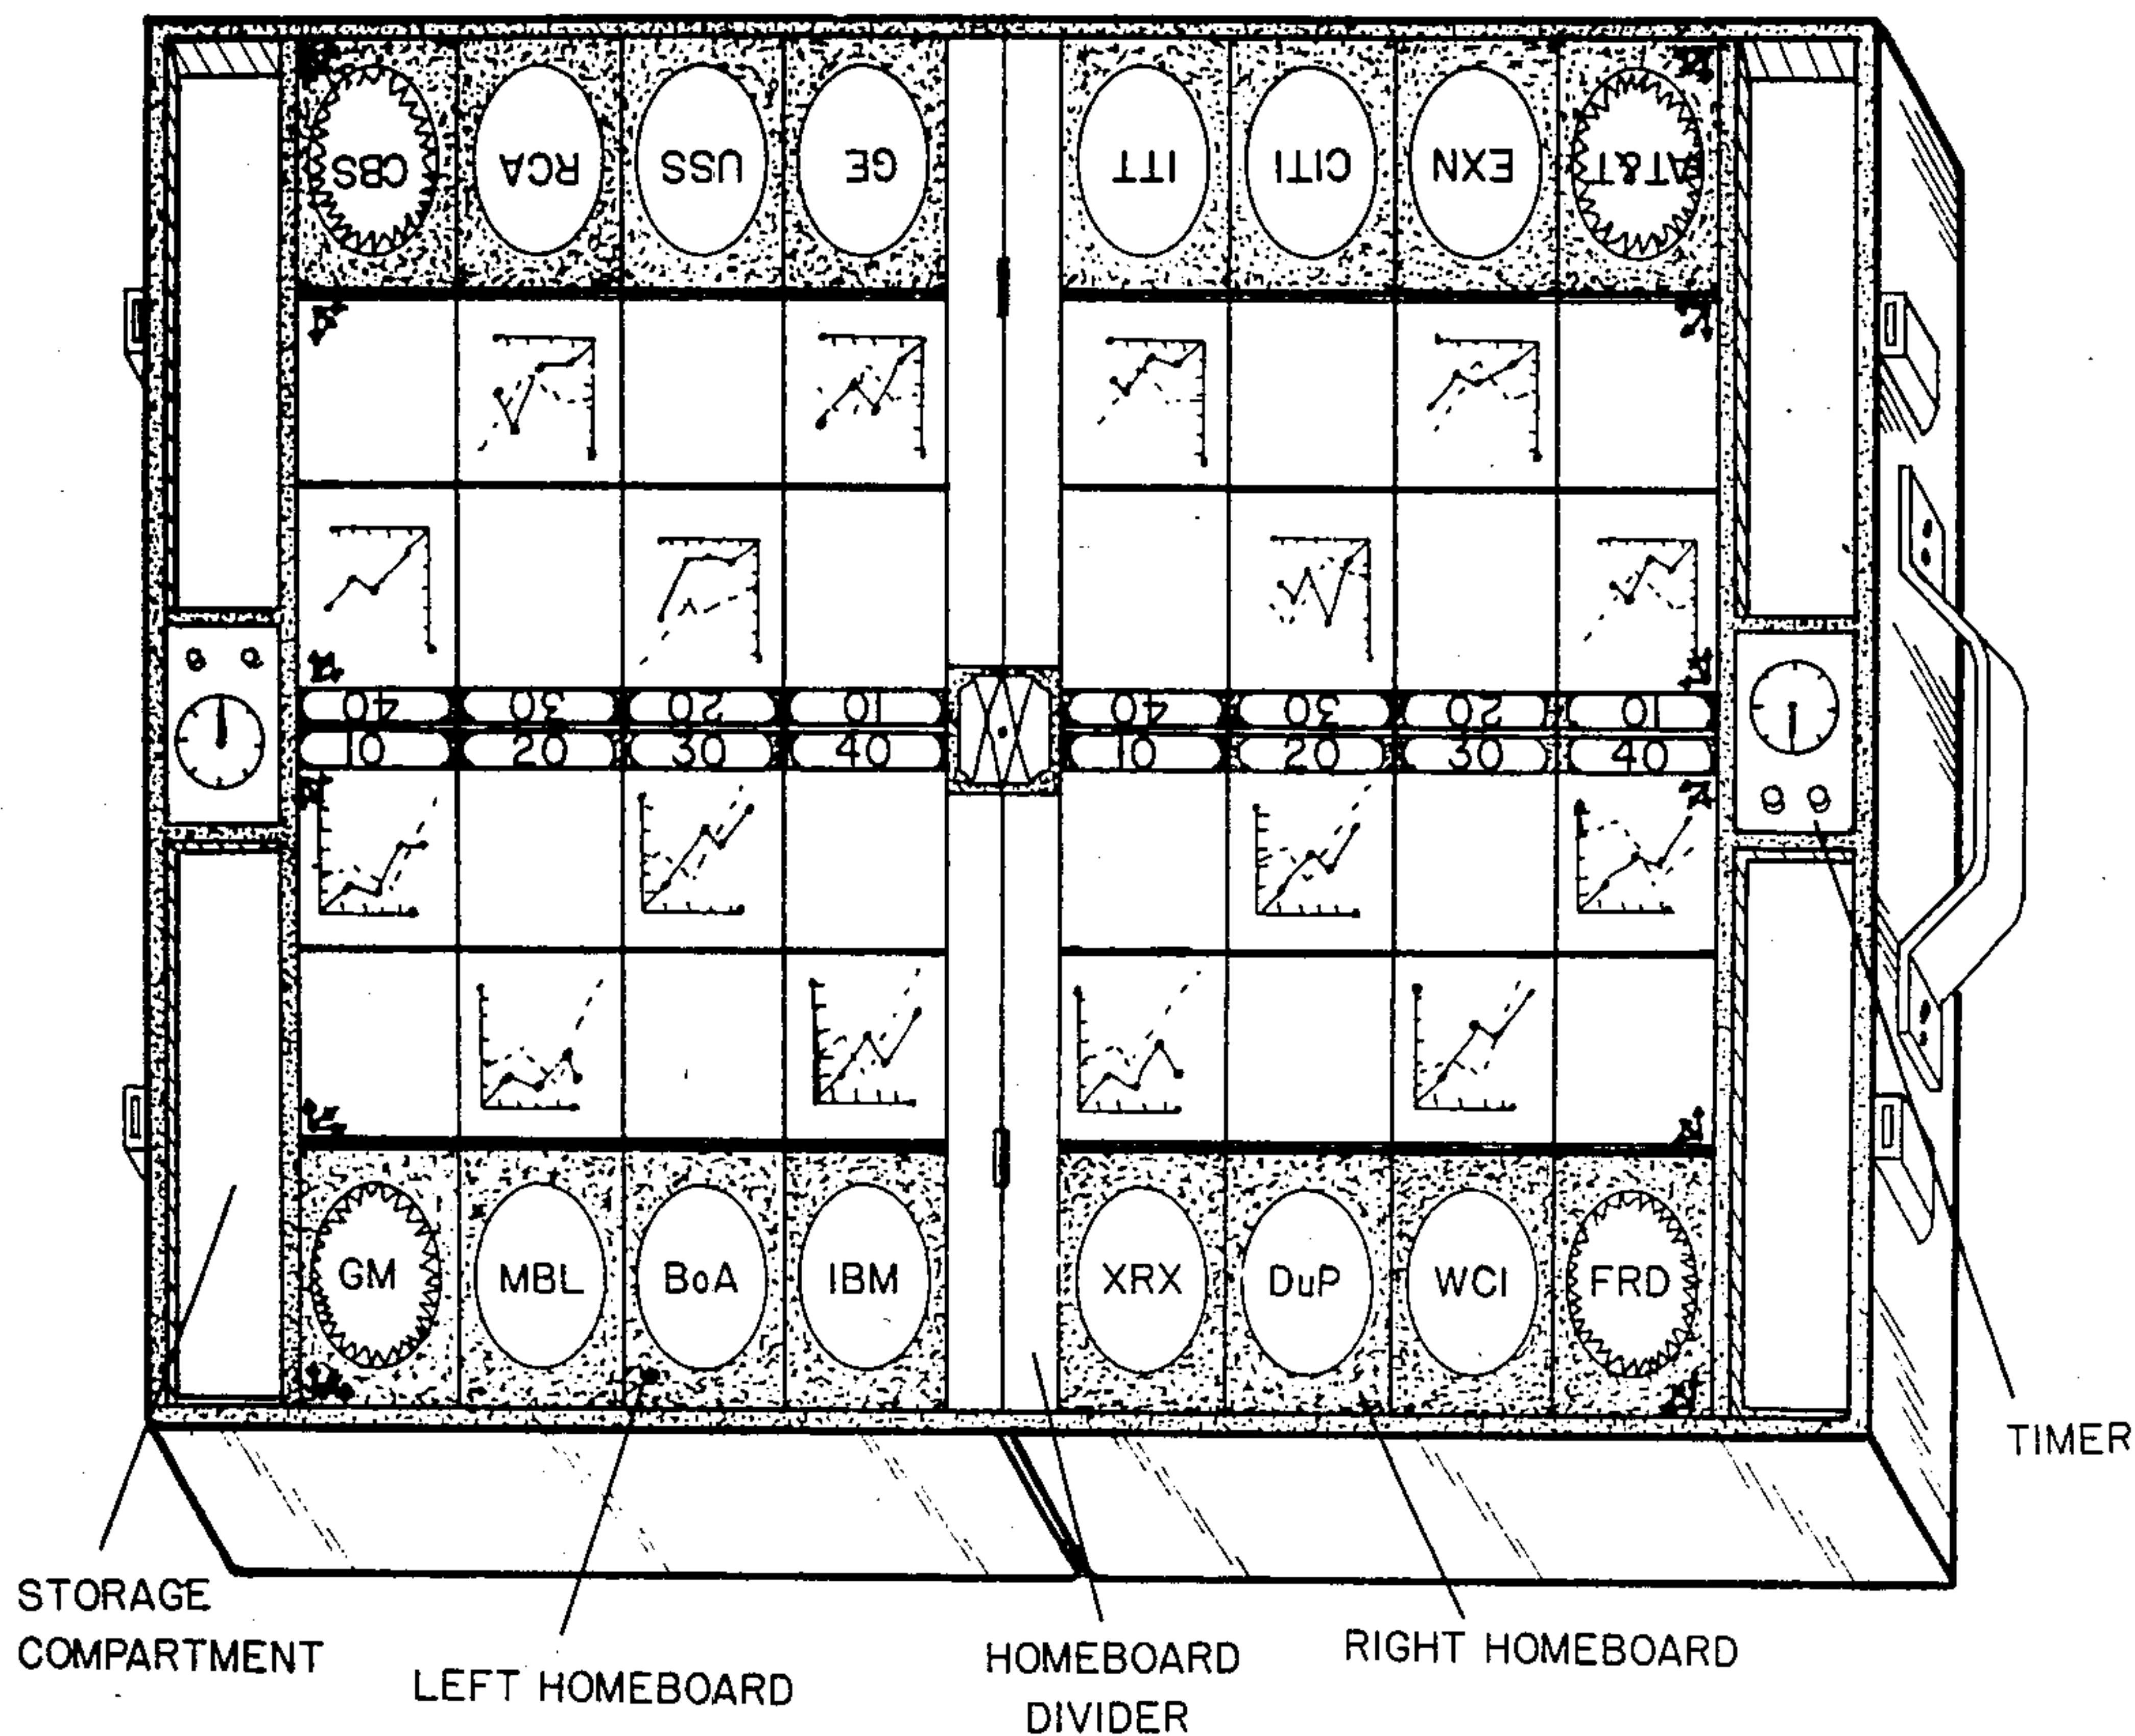 CBS RCA USS GE ITT CITI EXN AT&T
40 30 20 10 40 30 20 10
10 20 30 40 10 20 30 40
GM MBL BoA IBM XRX DuP WCI FRD
TIMER
STORAGE
COMPARTMENT
LEFT HOMEBOARD
HOMEBOARD
DIVIDER
RIGHT HOMEBOARD